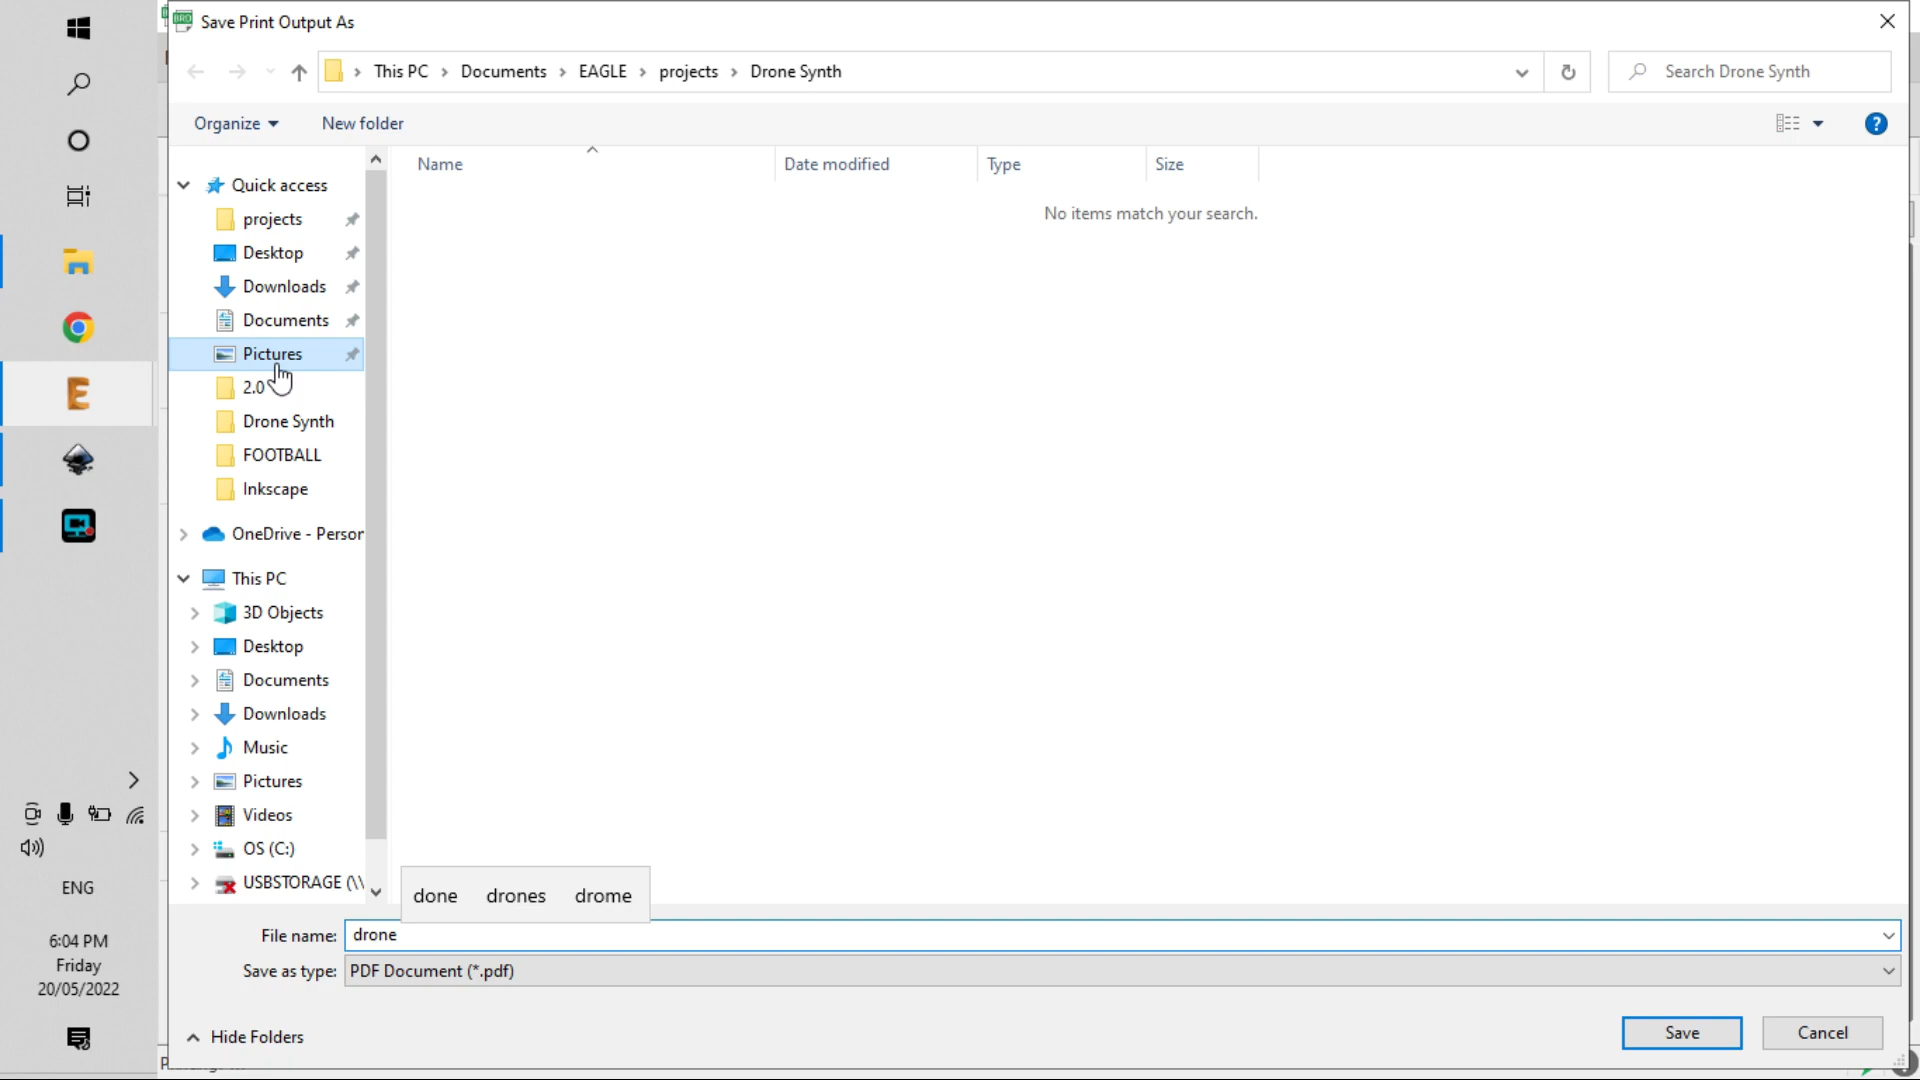 Save Print Output As
This PC > Documents > EAGLE > projects > Drone Synth
Search Drone Synth
Organize
New folder
Name
Date modified
Type
Size
No items match your search.
Quick access
projects
Desktop
Downloads
Documents
Pictures
2.0
Drone Synth
FOOTBALL
Inkscape
OneDrive - Person
This PC
3D Objects
Desktop
Documents
Downloads
Music
Pictures
Videos
OS (C:)
USBSTORAGE (\\
done drones drome
File name: drone
Save as type: PDF Document (*.pdf)
Hide Folders
Save
Cancel
ENG
6:04 PM
Friday
20/05/2022